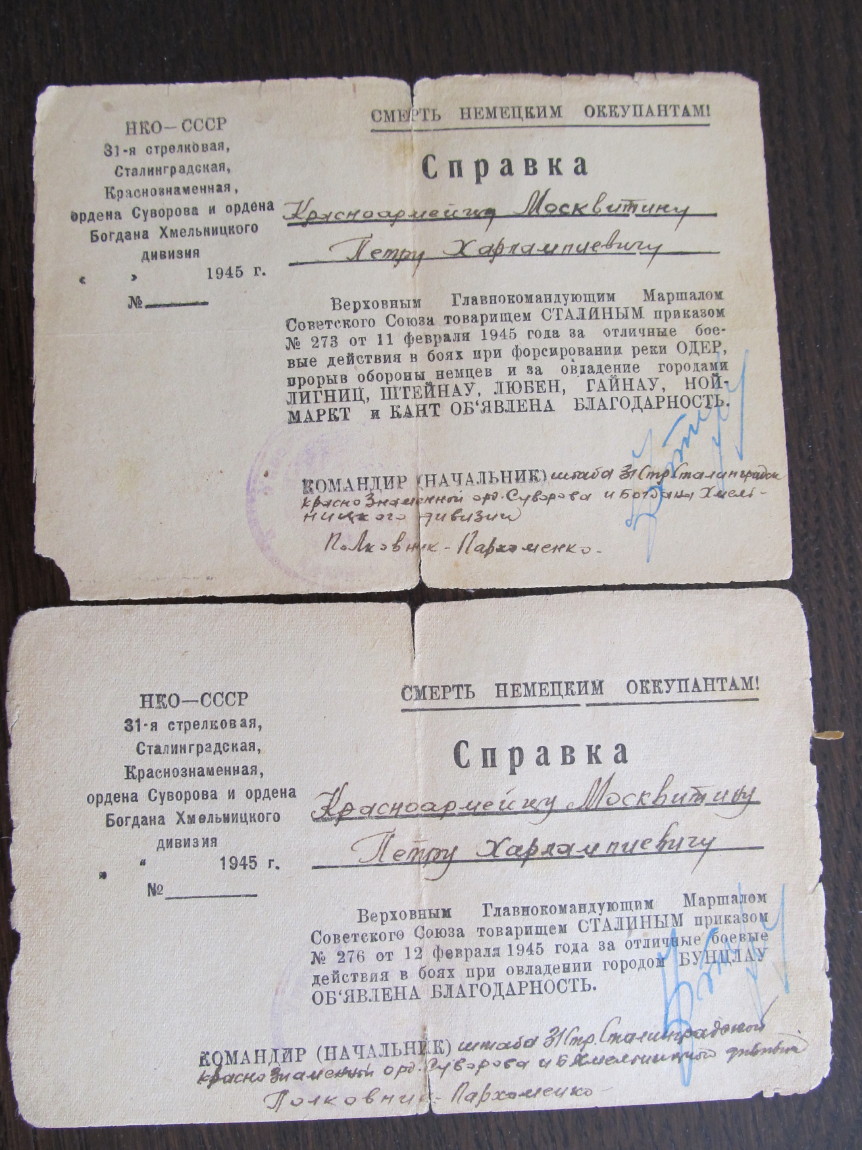 НКО—СССР
31-я стрелковая,
Сталинградская,
Краснознаменная,
ордена Суворова и ордена
Богдана Хмельницкого
дивизия
« » 1945 г.
№
СМЕРТЬ НЕМЕЦКИМ ОККУПАНТАМ!
Справка
Красноармейцу Москвитину
Петру Харлампиевичу
Верховным Главнокомандующим Маршалом
Советского Союза товарищем СТАЛИНЫМ приказом
№ 273 от 11 февраля 1945 года за отличные бое-
вые действия в боях при форсировании реки ОДЕР,
прорыв обороны немцев и за овладение городами
ЛИГНИЦ, ШТЕЙНАУ, ЛЮБЕН, ГАЙНАУ, НОЙ-
МАРКТ и КАНТ ОБ'ЯВЛЕНА БЛАГОДАРНОСТЬ.
КОМАНДИР (НАЧАЛЬНИК) штаба 31 Стр. Сталинградск
краснознаменной орд. Суворова и Богдана Хмель-
ницкого дивизии
Полковник - Пархоменко -
НКО—СССР
31-я стрелковая,
Сталинградская,
Краснознаменная,
ордена Суворова и ордена
Богдана Хмельницкого
дивизия
„ “ 1945 г.
№
СМЕРТЬ НЕМЕЦКИМ ОККУПАНТАМ!
Справка
Красноармейцу Москвитину
Петру Харлампиевичу
Верховным Главнокомандующим Маршалом
Советского Союза товарищем СТАЛИНЫМ приказом
№ 276 от 12 февраля 1945 года за отличные боевые
действия в боях при овладении городом БУНЦЛАУ
ОБ'ЯВЛЕНА БЛАГОДАРНОСТЬ.
КОМАНДИР (НАЧАЛЬНИК) штаба 31 Стр. Сталинградской
краснознаменной орд. Суворова и Б Хмельницкого дивизии
Полковник - Пархоменко -